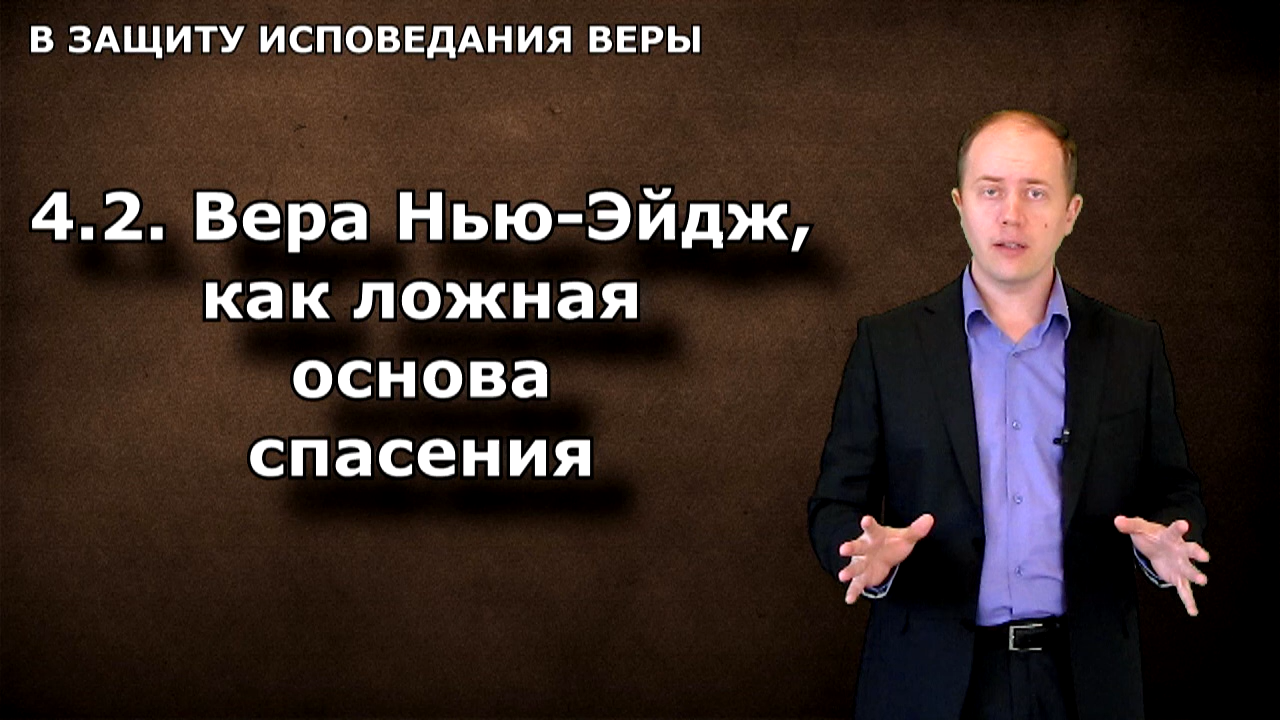 В ЗАЩИТУ ИСПОВЕДАНИЯ ВЕРЫ
4.2. Вера Нью-Эйдж,
как ложная
основа
спасения